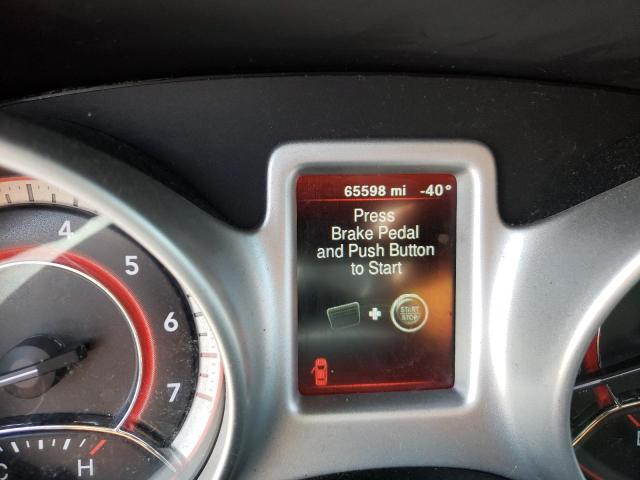 65598 mi -40°
Press
Brake Pedal
and Push Button
to Start
START
STOP
4
5
6
7
C
H